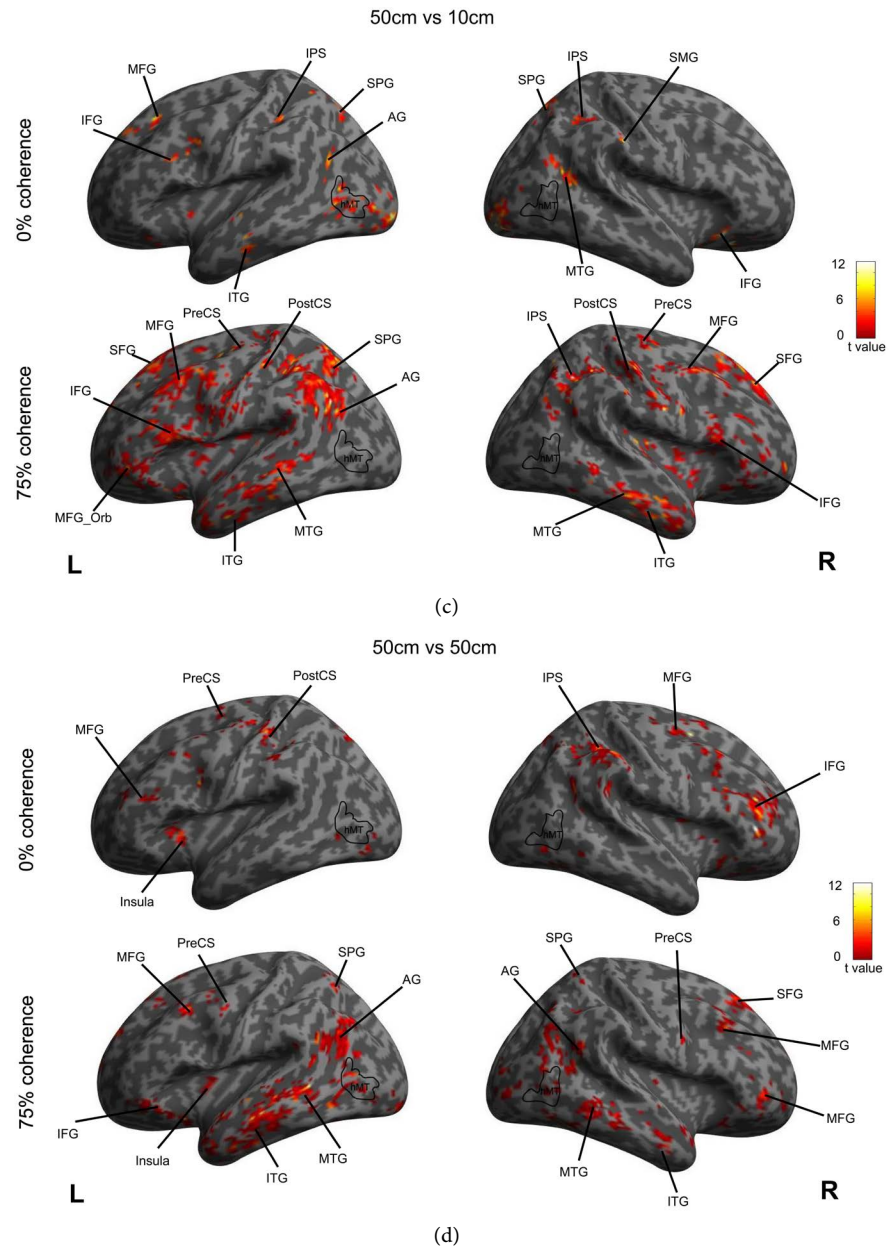 50cm vs 10cm
0% coherence
MFG
IPS
SPG
IFG
AG
hMT
ITG
IPS
SMG
SPG
hMT
MTG
IFG
12
6
0
t value
75% coherence
PreCS
PostCS
MFG
SFG
SPG
IFG
AG
hMT
MFG_Orb
MTG
ITG
PostCS
PreCS
IPS
MFG
SFG
hMT
IFG
MTG
ITG
L
R
(c)
50cm vs 50cm
0% coherence
PreCS
PostCS
MFG
hMT
Insula
IPS
MFG
IFG
hMT
12
6
0
t value
75% coherence
PreCS
MFG
SPG
AG
hMT
IFG
Insula
MTG
ITG
SPG
PreCS
AG
SFG
MFG
hMT
MFG
MTG
ITG
L
R
(d)